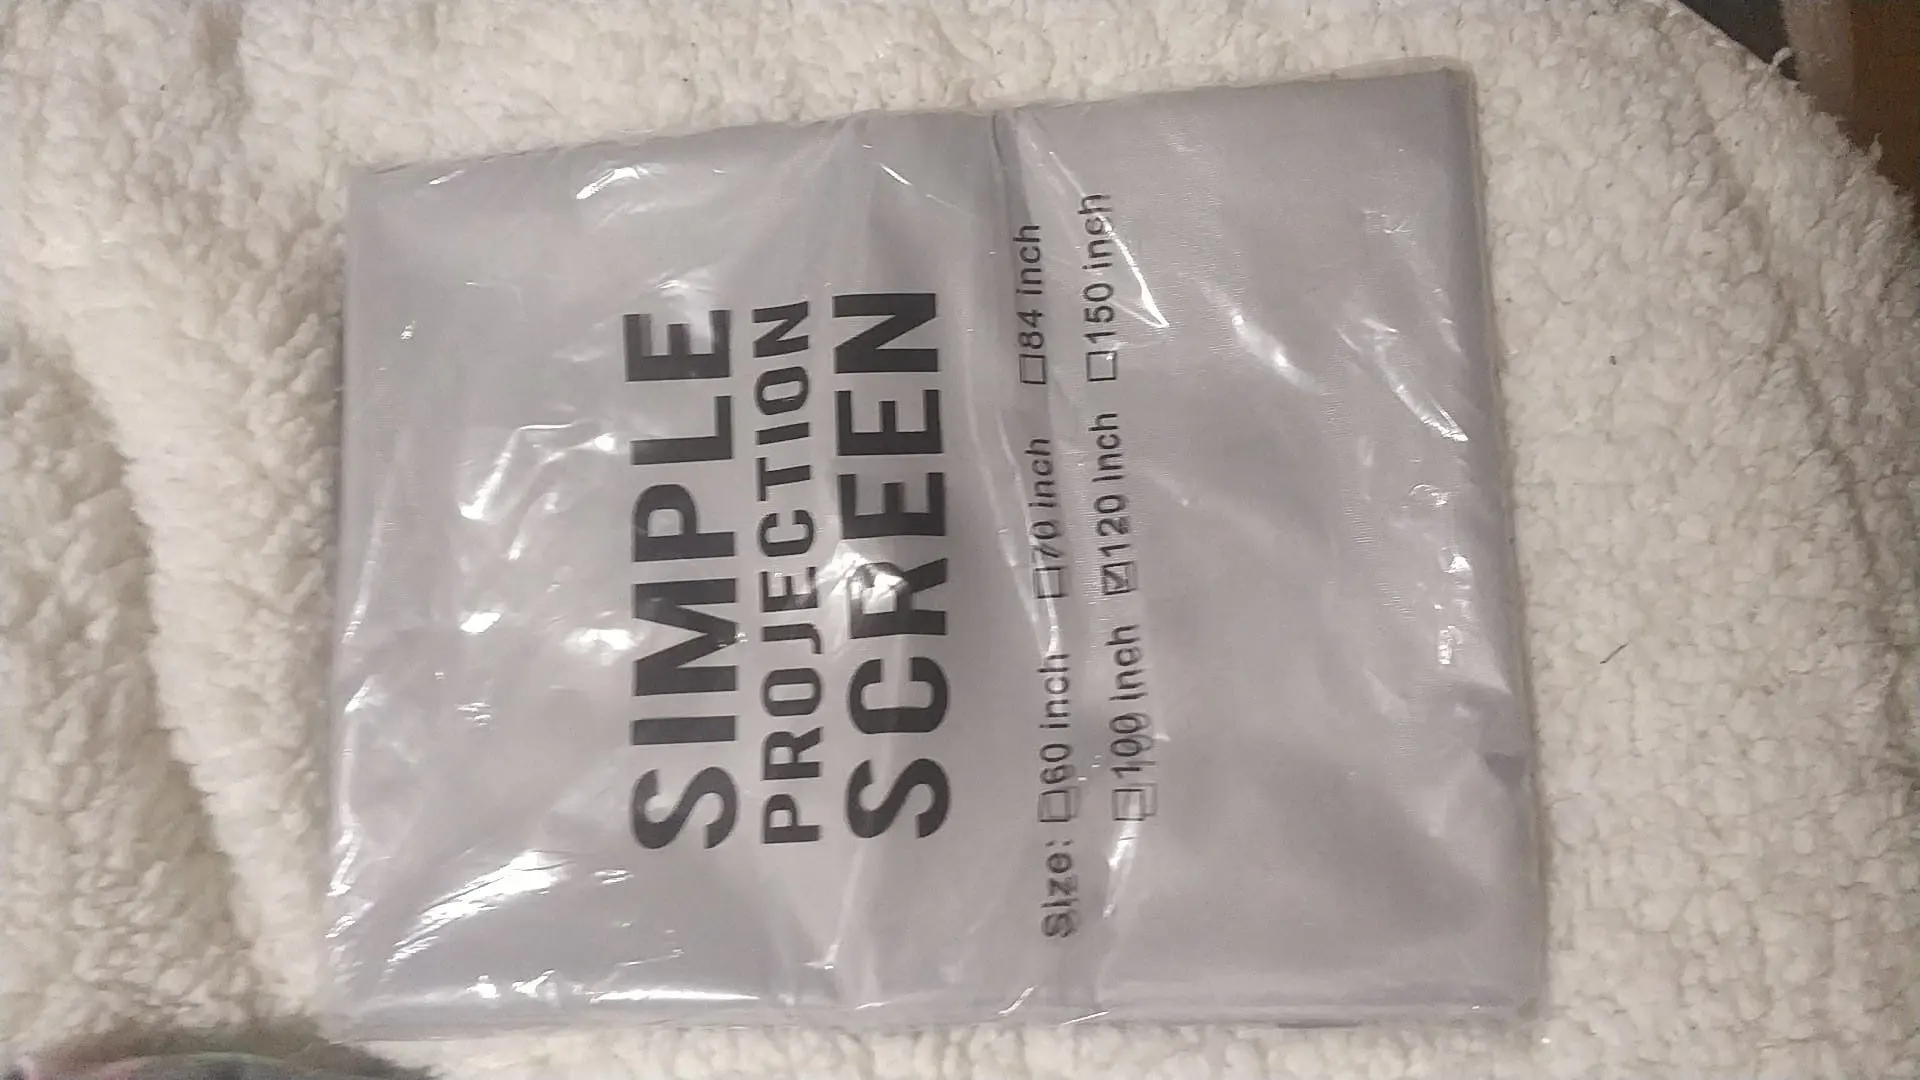 SIMPLE
PROJECTION
SCREEN
Size: ☐60 inch ☐70 inch ☐84 inch
☐100 inch ☑120 inch ☐150 inch